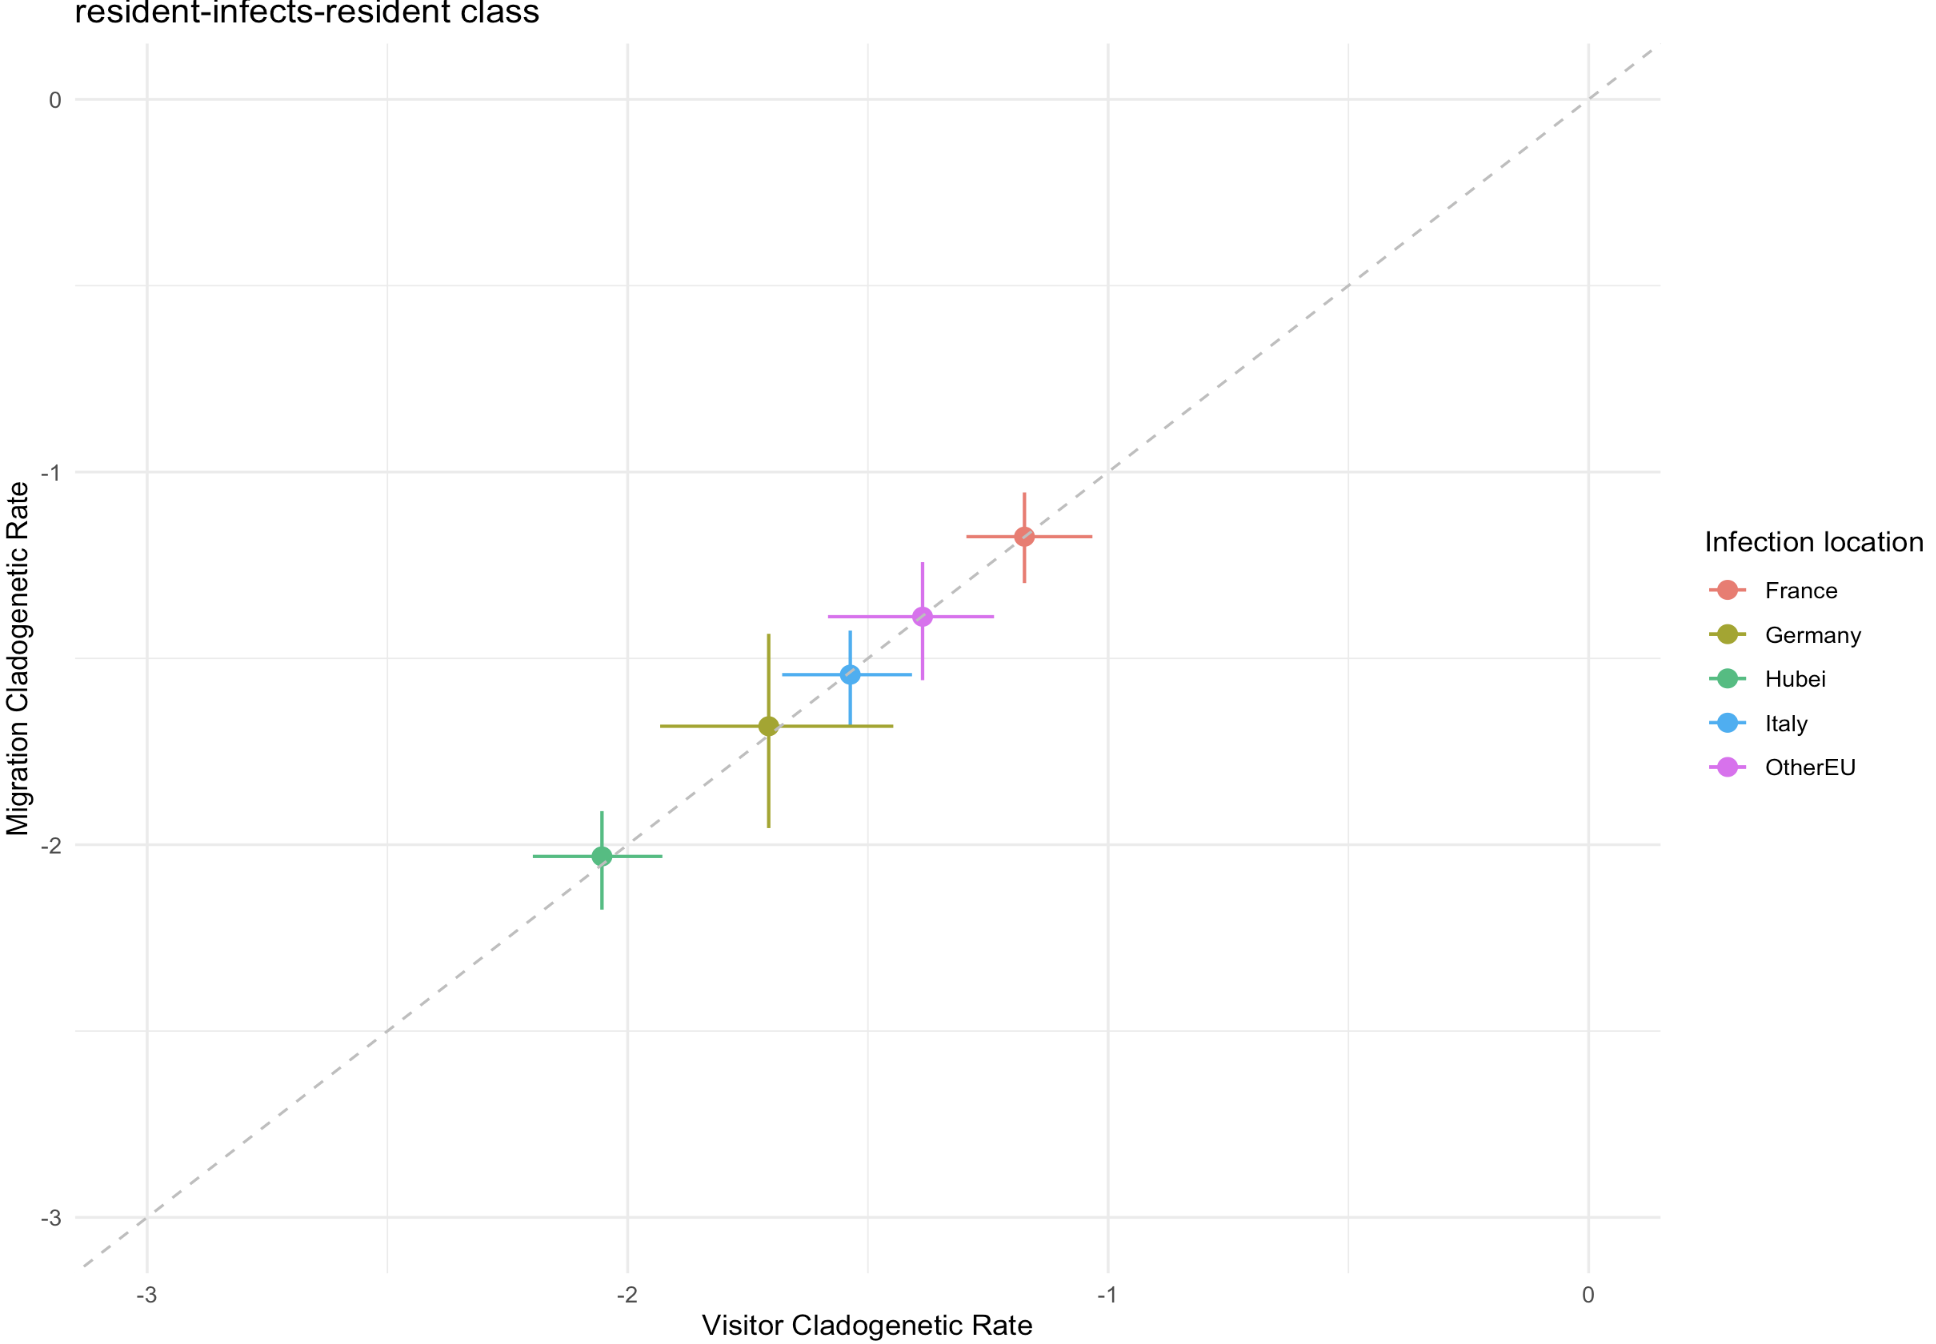 resident-infects-resident class
0
-1
-2
-3
Migration Cladogenetic Rate
-3
-2
-1
0
Visitor Cladogenetic Rate
Infection location
France
Germany
Hubei
Italy
OtherEU